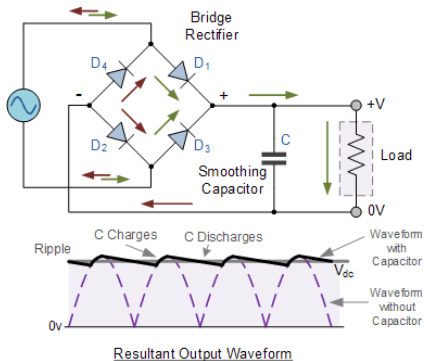 Bridge
Rectifier
D4
D1
-
+
D2
D3
C
Smoothing
Capacitor
+V
Load
0V
Ripple
C Charges
C Discharges
Waveform
with
Capacitor
Vdc
Waveform
without
Capacitor
0v
Resultant Output Waveform